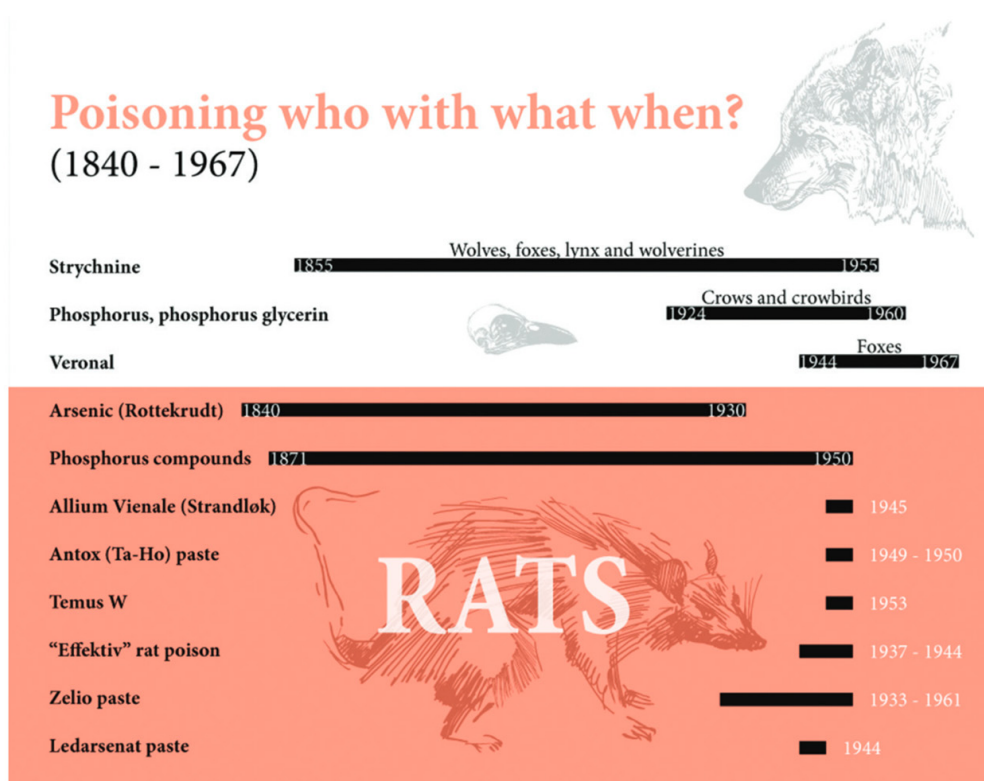 Poisoning who with what when?
(1840 - 1967)
Wolves, foxes, lynx and wolverines
Strychnine 1855 1955
Crows and crowbirds
Phosphorus, phosphorus glycerin 1924 1960
Foxes
Veronal 1944 1967
Arsenic (Rottekrudt) 1840 1930
Phosphorus compounds 1871 1950
Allium Vienale (Strandløk) 1945
Antox (Ta-Ho) paste 1949 - 1950
RATS
Temus W 1953
“Effektiv” rat poison 1937 - 1944
Zelio paste 1933 - 1961
Ledarsenat paste 1944